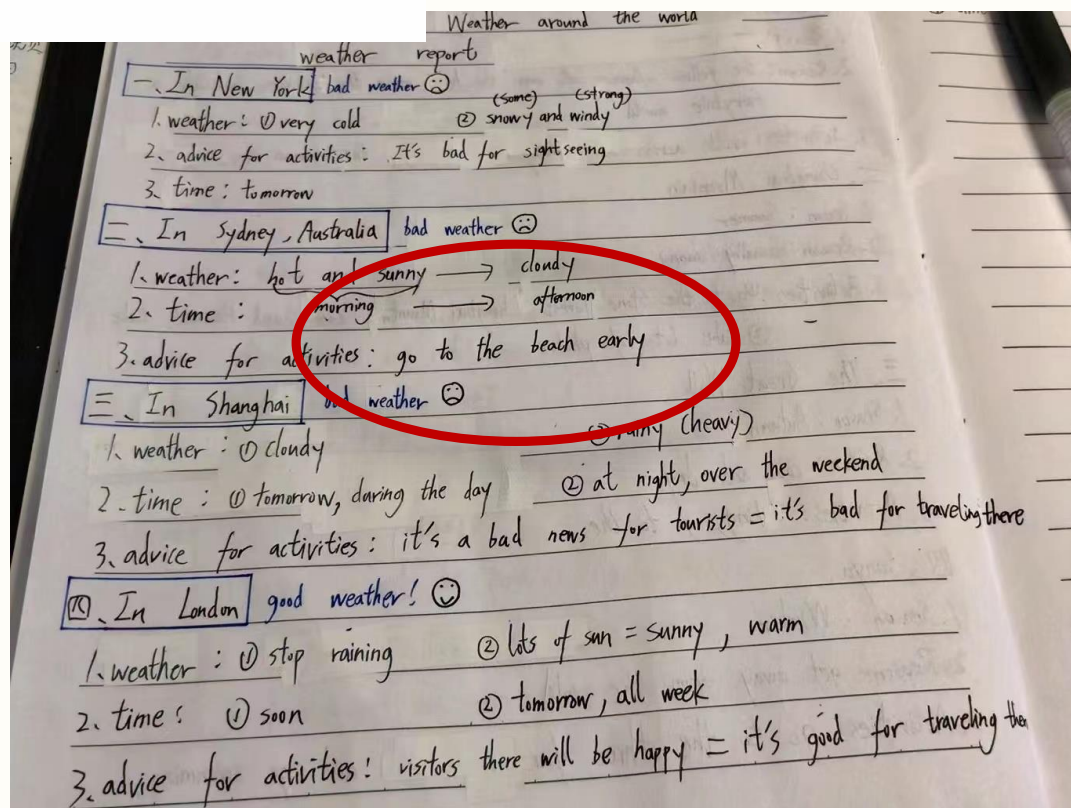 Weather around the world
weather report
一、In New York bad weather
(some) (strong)
1. weather: ① very cold ② snowy and windy
2. advice for activities: It's bad for sightseeing
3. time: tomorrow
二、In Sydney, Australia bad weather
1. weather: hot and sunny → cloudy
2. time: morning → afternoon
3. advice for activities: go to the beach early
三、In Shanghai bad weather
1. weather: ① cloudy ② rainy (heavy)
2. time: ① tomorrow, during the day ② at night, over the weekend
3. advice for activities: it's a bad news for tourists = it's bad for traveling there
四、In London good weather!
1. weather: ① stop raining ② lots of sun = sunny, warm
2. time: ① soon ② tomorrow, all week
3. advice for activities: visitors there will be happy = it's good for traveling